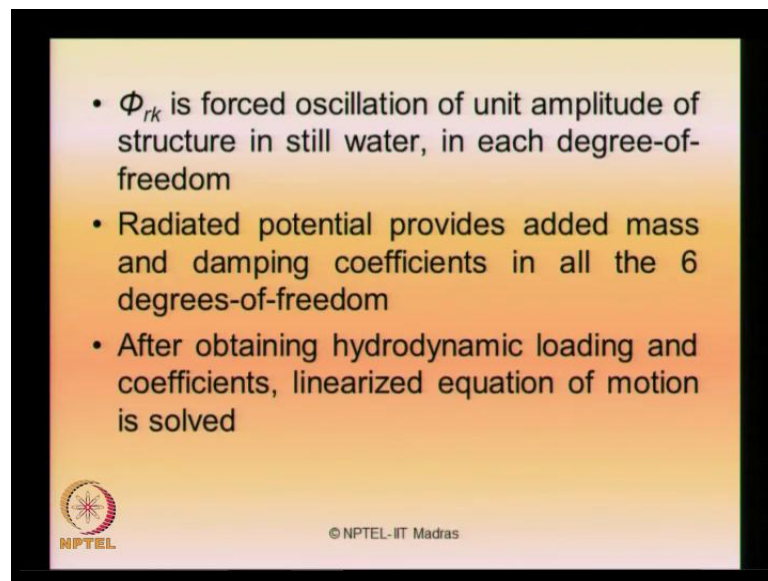 • Φrk is forced oscillation of unit amplitude of
structure in still water, in each degree-of-
freedom
• Radiated potential provides added mass
and damping coefficients in all the 6
degrees-of-freedom
• After obtaining hydrodynamic loading and
coefficients, linearized equation of motion
is solved
NPTEL
© NPTEL-IIT Madras